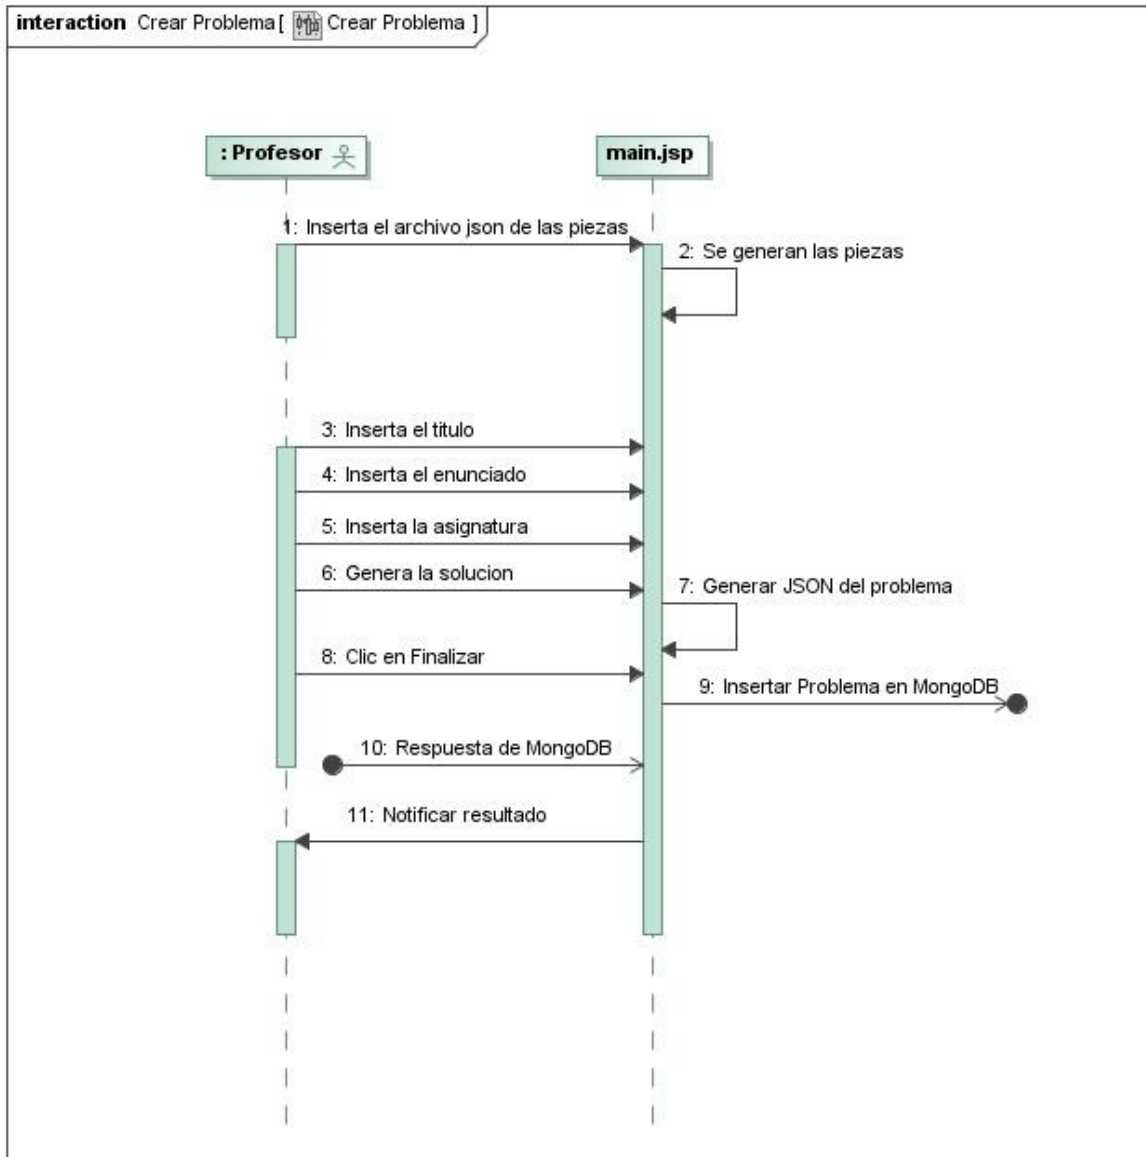 interaction Crear Problema [ Crear Problema ]
: Profesor
main.jsp
1: Inserta el archivo json de las piezas
2: Se generan las piezas
3: Inserta el titulo
4: Inserta el enunciado
5: Inserta la asignatura
6: Genera la solucion
7: Generar JSON del problema
8: Clic en Finalizar
9: Insertar Problema en MongoDB
10: Respuesta de MongoDB
11: Notificar resultado